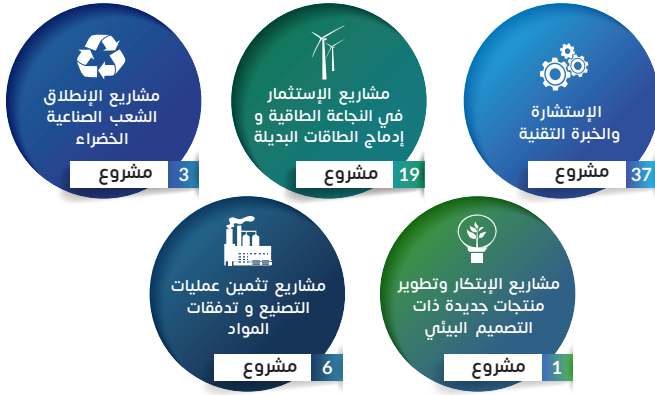 الإستشارة
والخبرة التقنية
37 مشروع
مشاريع الإستثمار
في النجاعة الطاقية و
إدماج الطاقات البديلة
19 مشروع
مشاريع الإنطلاق
الشعب الصناعية
الخضراء
3 مشروع
مشاريع الإبتكار وتطوير
منتجات جديدة ذات
التصميم البيئي
1 مشروع
مشاريع تثمين عمليات
التصنيع و تدفقات
المواد
6 مشروع